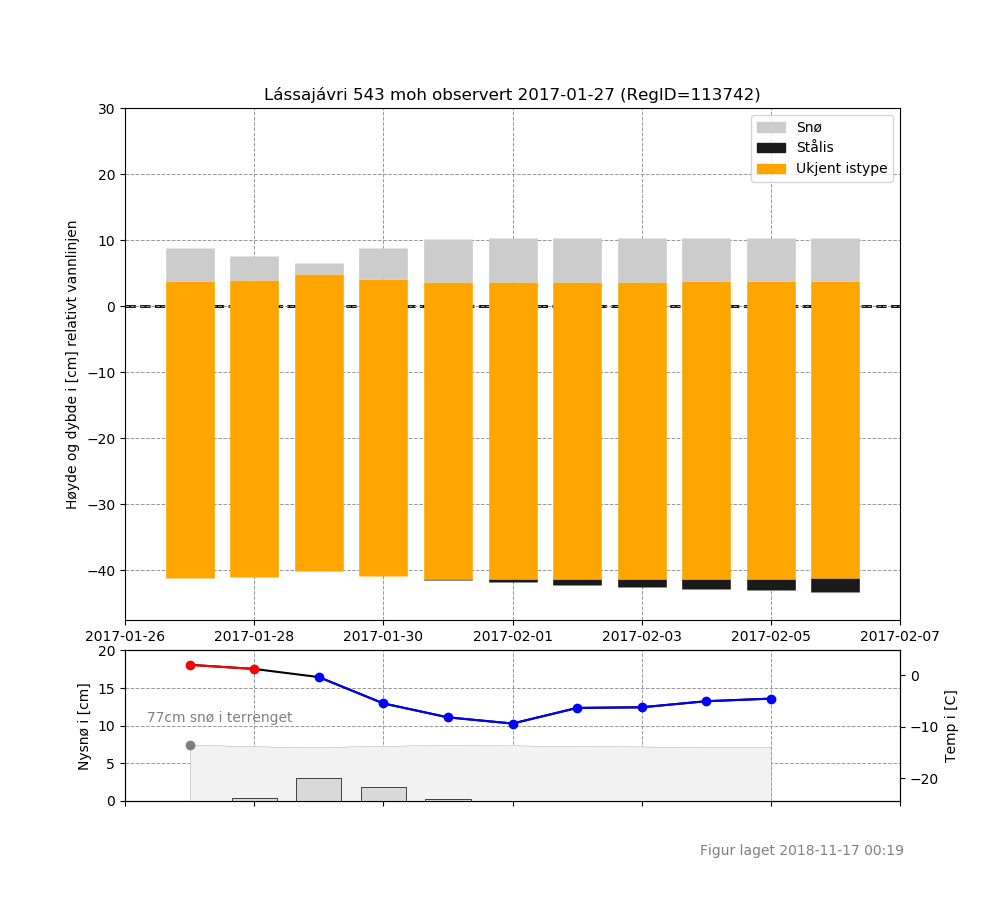 Lássajávri 543 moh observert 2017-01-27 (RegID=113742)
Høyde og dybde i [cm] relativt vannlinjen
30
20
10
0
−10
−20
−30
−40
Snø
Stålis
Ukjent istype
2017-01-26
2017-01-28
2017-01-30
2017-02-01
2017-02-03
2017-02-05
2017-02-07
Nysnø i [cm]
20
15
10
5
0
77cm snø i terrenget
0
−10
−20
Temp i [C]
Figur laget 2018-11-17 00:19